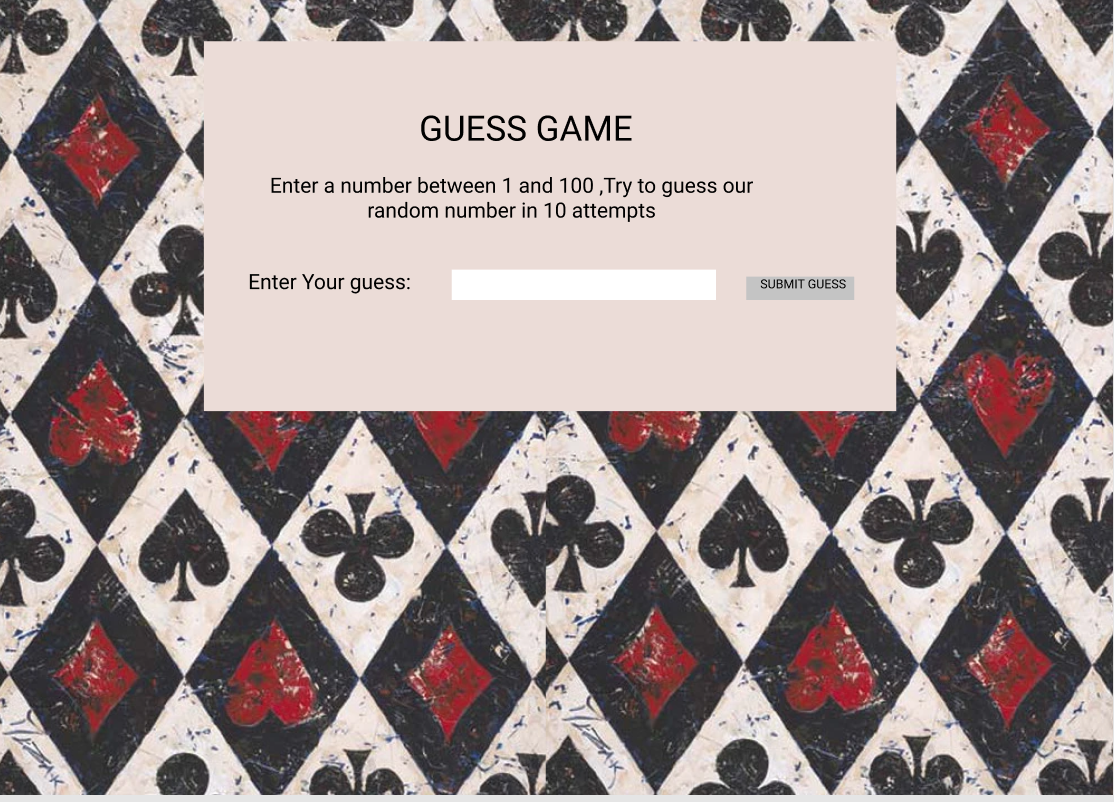 GUESS GAME
Enter a number between 1 and 100 ,Try to guess our
random number in 10 attempts
Enter Your guess:
SUBMIT GUESS